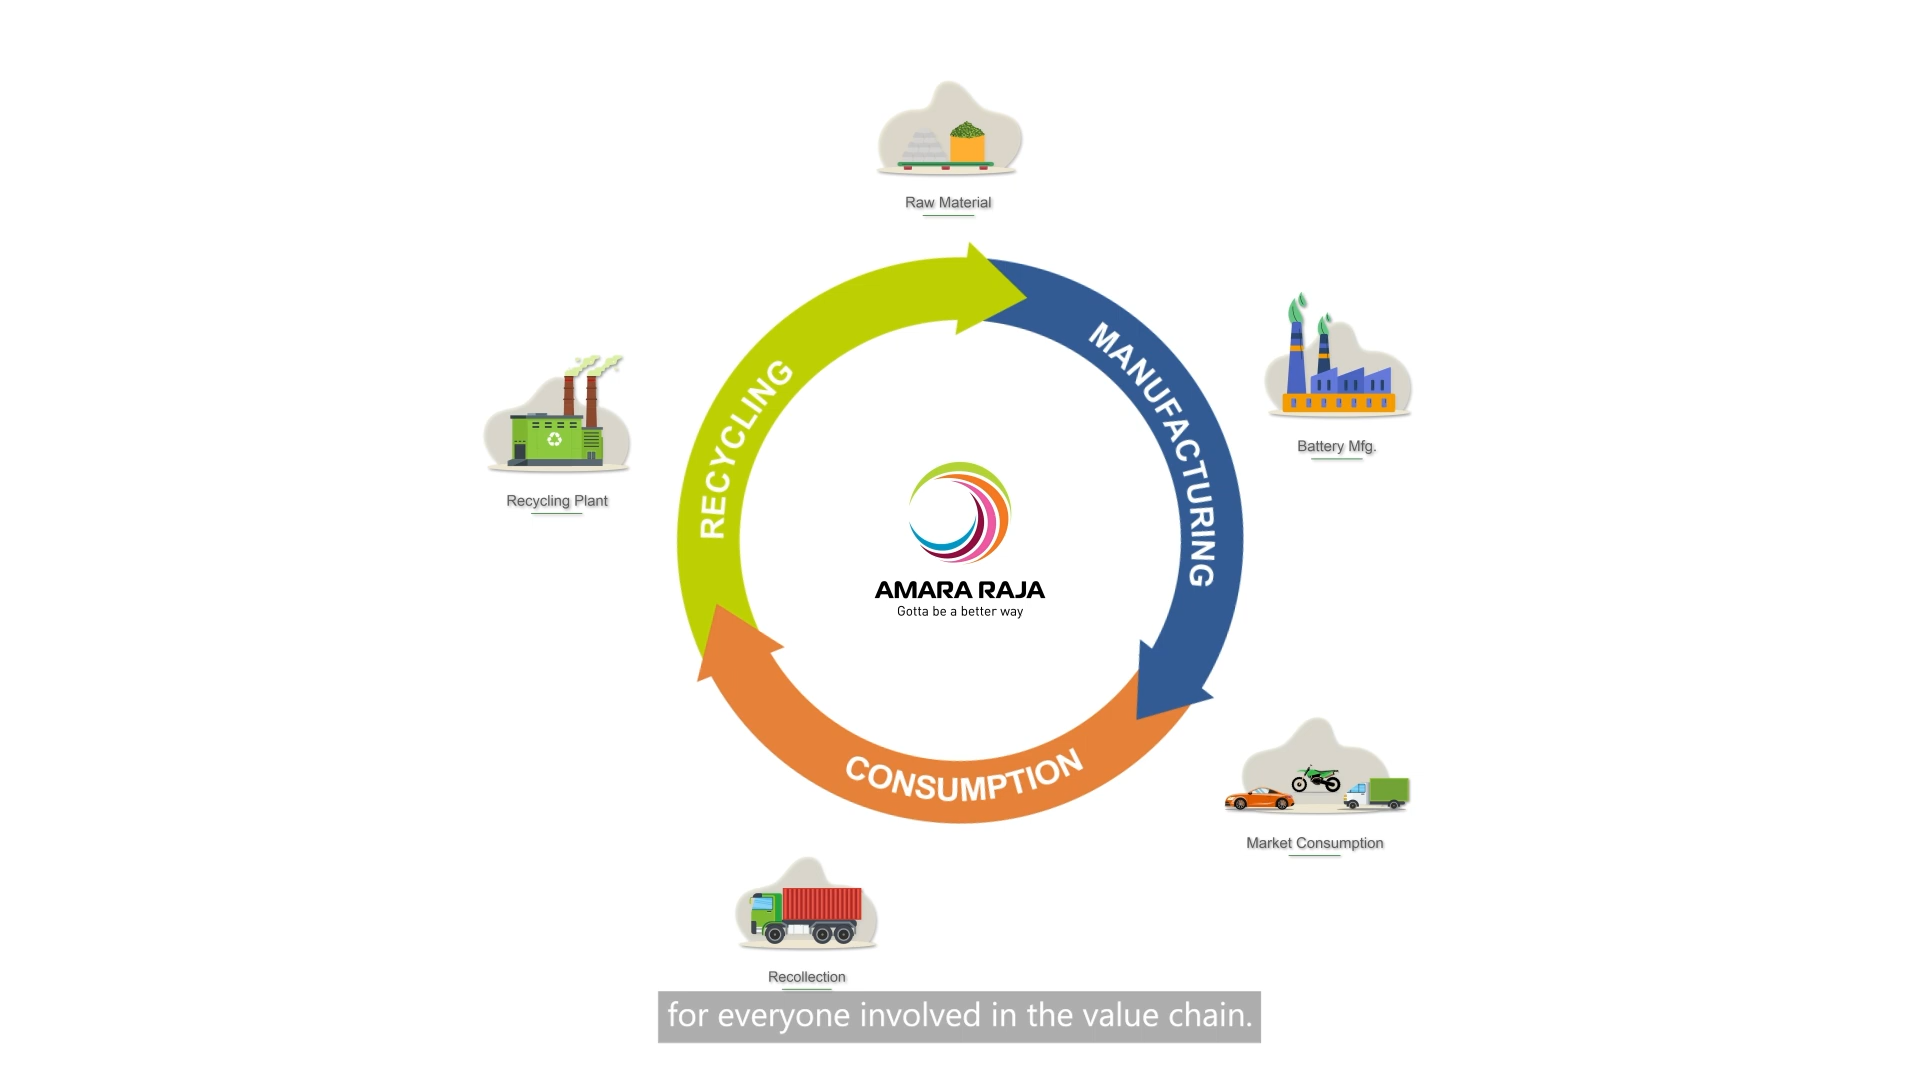 Raw Material
RECYCLING
MANUFACTURING
Battery Mfg.
Recycling Plant
AMARA RAJA
Gotta be a better way
CONSUMPTION
Market Consumption
Recollection
for everyone involved in the value chain.